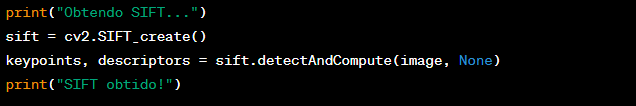 print("Obtendo SIFT...")
sift = cv2.SIFT_create()
keypoints, descriptors = sift.detectAndCompute(image, None)
print("SIFT obtido!")